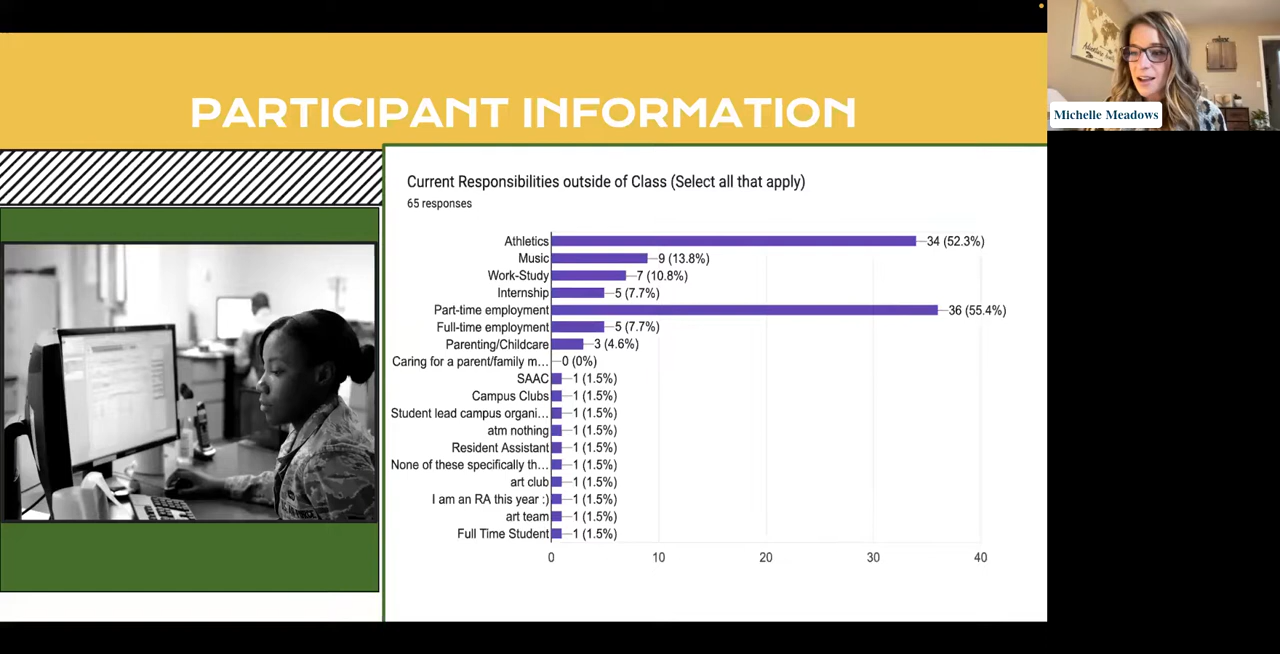 PARTICIPANT INFORMATION
Michelle Meadows
Current Responsibilities outside of Class (Select all that apply)
65 responses
Athletics 34 (52.3%)
Music 9 (13.8%)
Work-Study 7 (10.8%)
Internship 5 (7.7%)
Part-time employment 36 (55.4%)
Full-time employment 5 (7.7%)
Parenting/Childcare 3 (4.6%)
Caring for a parent/family m... 0 (0%)
SAAC 1 (1.5%)
Campus Clubs 1 (1.5%)
Student lead campus organi... 1 (1.5%)
atm nothing 1 (1.5%)
Resident Assistant 1 (1.5%)
None of these specifically th... 1 (1.5%)
art club 1 (1.5%)
I am an RA this year :) 1 (1.5%)
art team 1 (1.5%)
Full Time Student 1 (1.5%)
0 10 20 30 40